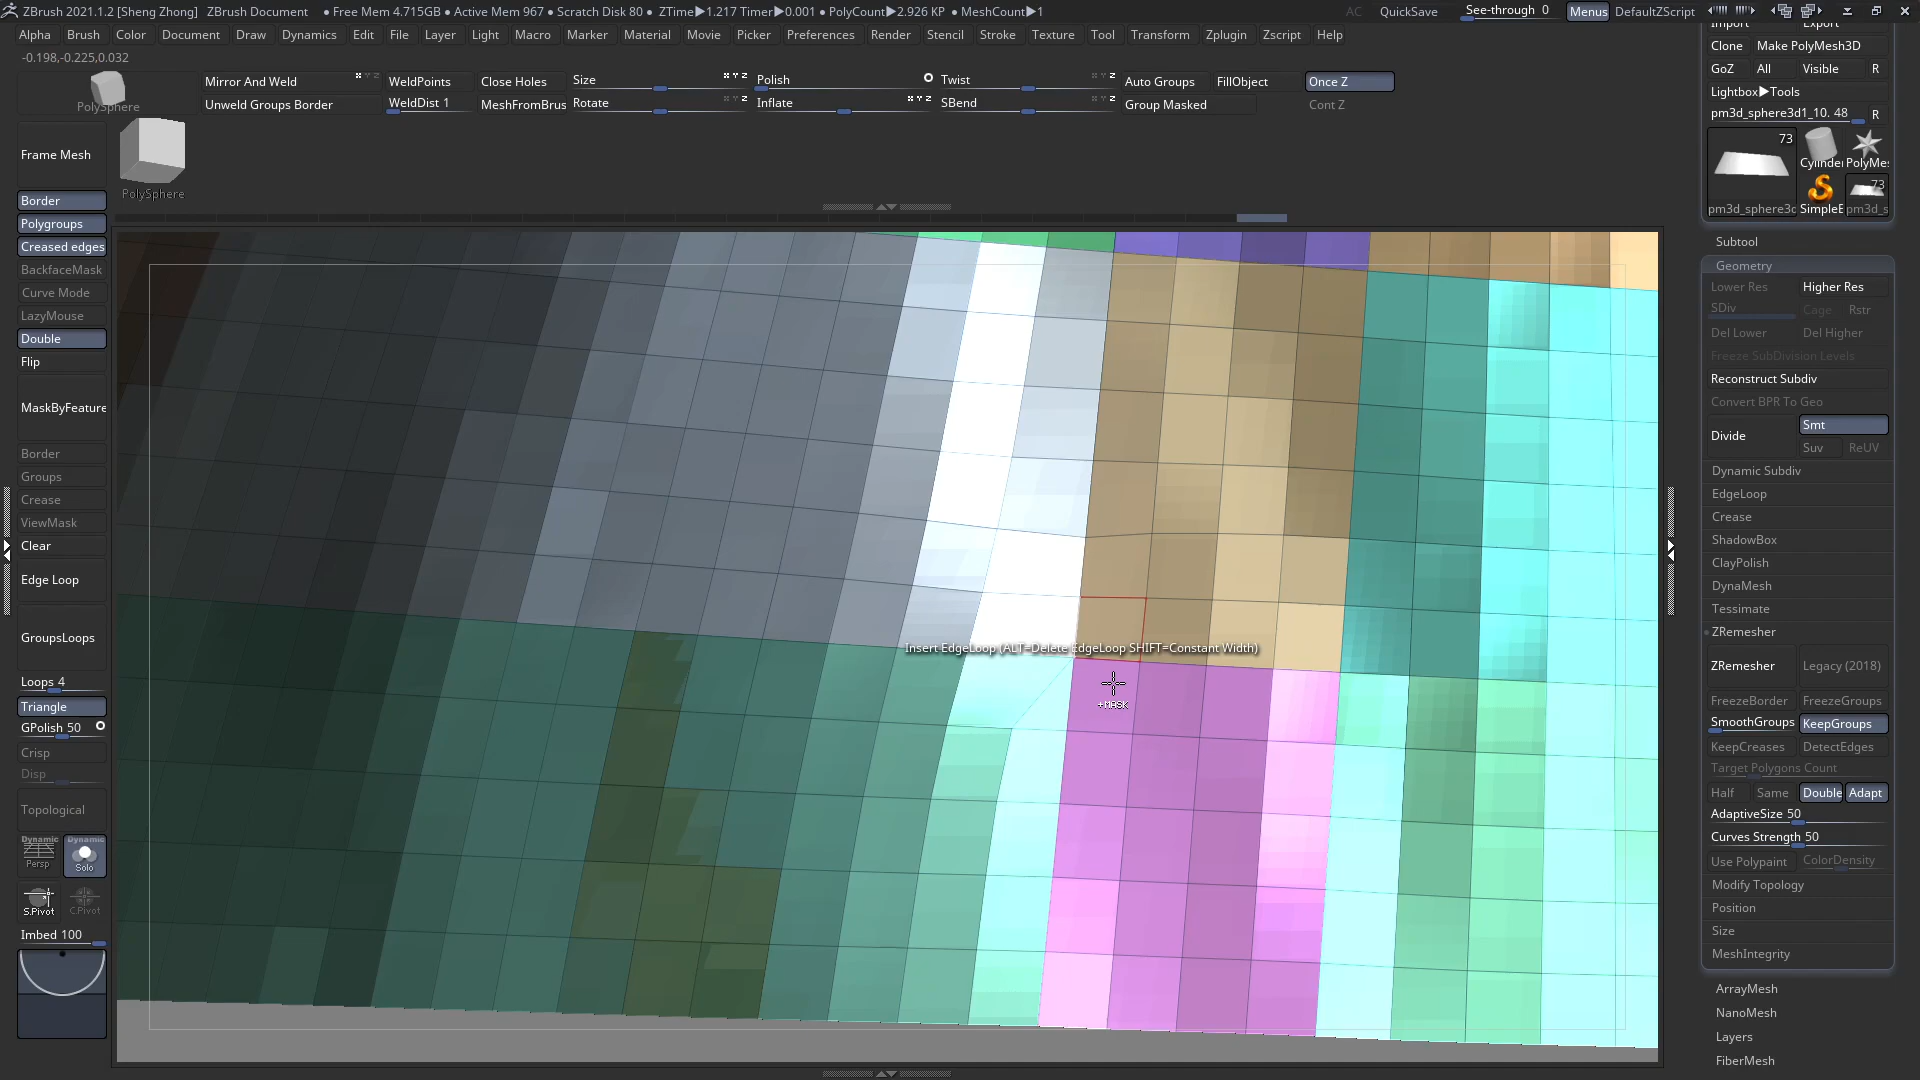 ZBrush 2021.1.2 [Sheng Zhong] ZBrush Document • Free Mem 4.715GB • Active Mem 967 • Scratch Disk 80 • ZTime▶1.217 Timer▶0.001 • PolyCount▶2.926 KP • MeshCount▶1 AC QuickSave See-through 0 Menus DefaultZScript
Alpha Brush Color Document Draw Dynamics Edit File Layer Light Macro Marker Material Movie Picker Preferences Render Stencil Stroke Texture Tool Transform Zplugin Zscript Help
-0.198,-0.225,0.032
PolySphere
Mirror And Weld WeldPoints Close Holes Size Polish Twist Auto Groups FillObject Once Z
Unweld Groups Border WeldDist 1 MeshFromBrus Rotate Inflate SBend Group Masked Cont Z
Frame Mesh
PolySphere
Border
Polygroups
Creased edges
BackfaceMask
Curve Mode
LazyMouse
Double
Flip
MaskByFeature
Border
Groups
Crease
ViewMask
Clear
Edge Loop
GroupsLoops
Loops 4
Triangle
GPolish 50
Crisp
Disp
Topological
Dynamic
Persp
Dynamic
Solo
S.Pivot
C.Pivot
Imbed 100
Insert EdgeLoop (ALT=Delete EdgeLoop SHIFT=Constant Width)
+MASK
Import Export
Clone Make PolyMesh3D
GoZ All Visible R
Lightbox▶Tools
pm3d_sphere3d1_10. 48 R
73
Cylinder PolyMes
73
pm3d_sphere3d SimpleE pm3d_s
Subtool
Geometry
Lower Res Higher Res
SDiv Cage Rstr
Del Lower Del Higher
Freeze SubDivision Levels
Reconstruct Subdiv
Convert BPR To Geo
Divide Smt
Suv ReUV
Dynamic Subdiv
EdgeLoop
Crease
ShadowBox
ClayPolish
DynaMesh
Tessimate
ZRemesher
ZRemesher Legacy (2018)
FreezeBorder FreezeGroups
SmoothGroups KeepGroups
KeepCreases DetectEdges
Target Polygons Count
Half Same Double Adapt
AdaptiveSize 50
Curves Strength 50
Use Polypaint ColorDensity
Modify Topology
Position
Size
MeshIntegrity
ArrayMesh
NanoMesh
Layers
FiberMesh